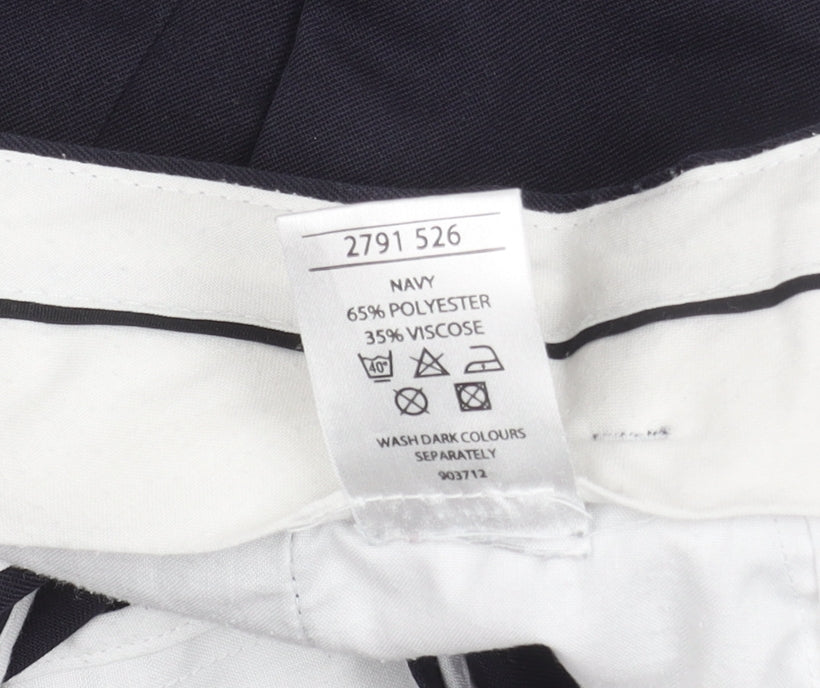 2791 526
NAVY
65% POLYESTER
35% VISCOSE
40°
WASH DARK COLOURS
SEPARATELY
903712